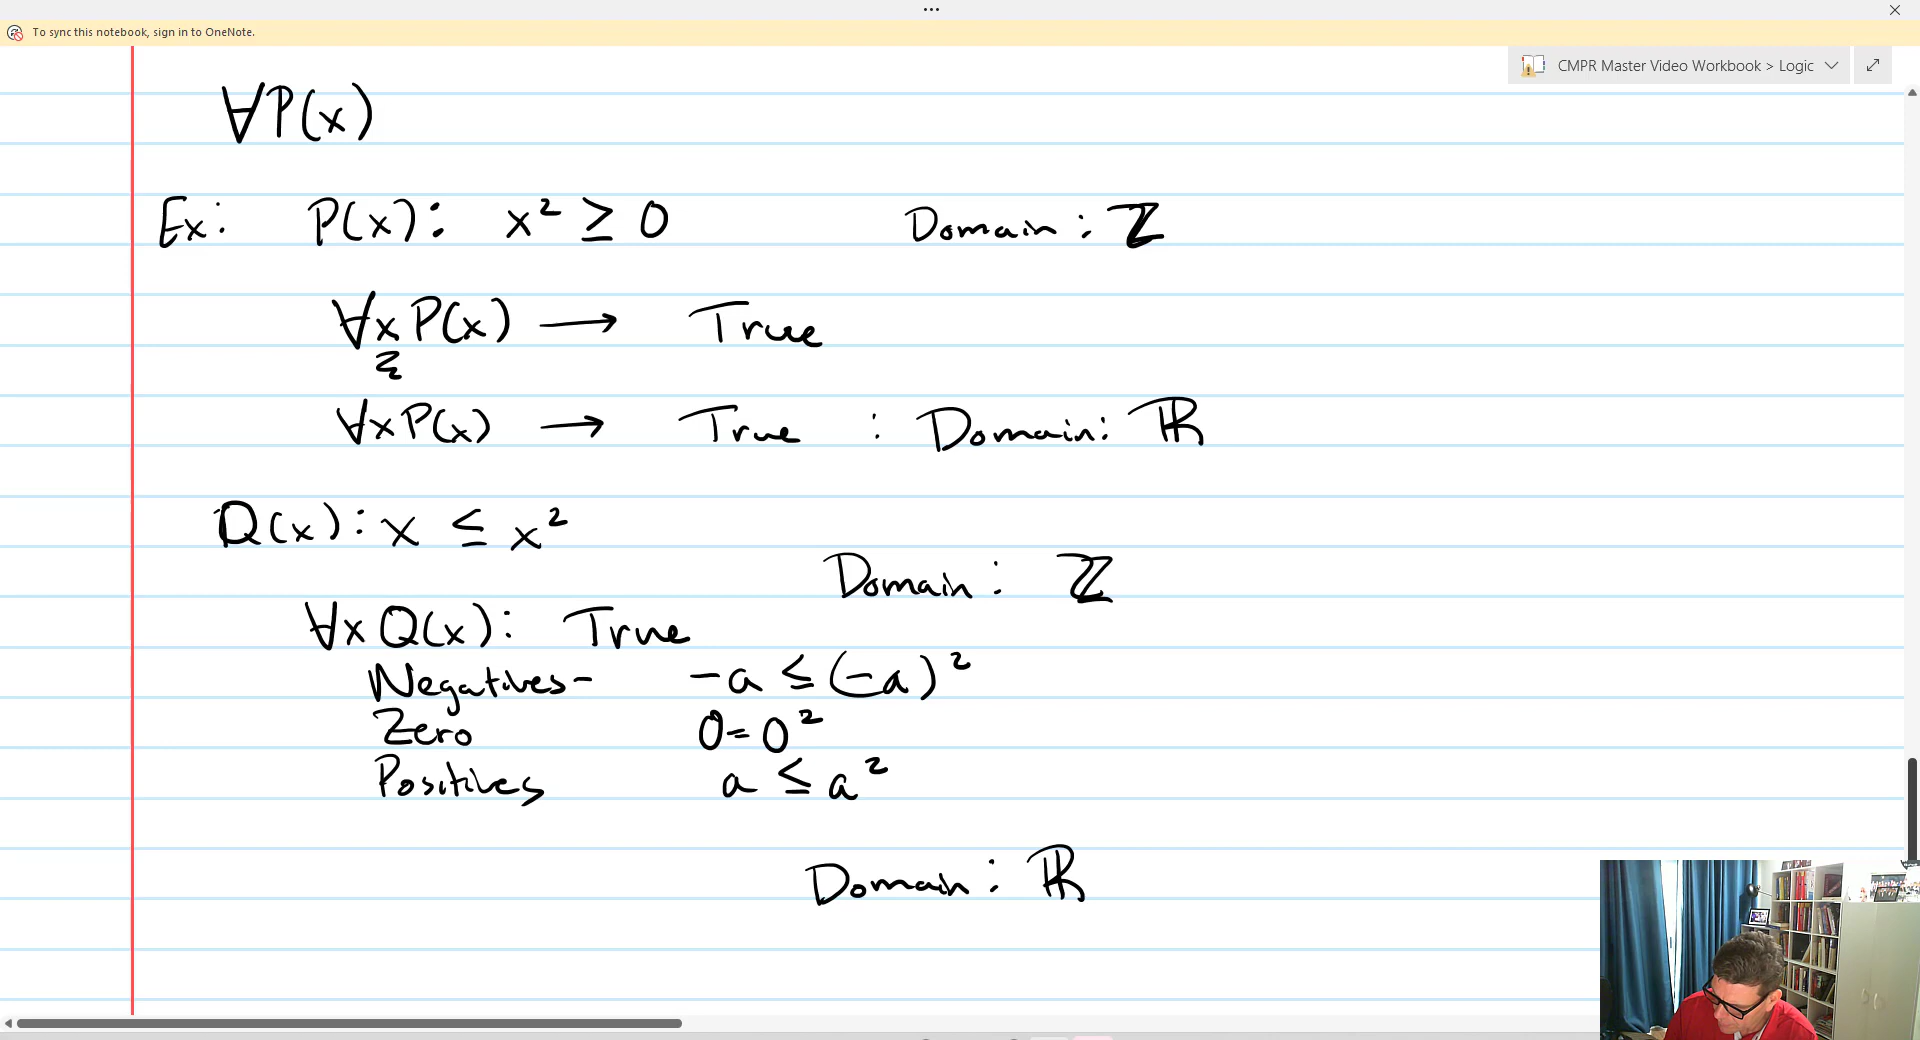 ...
To sync this notebook, sign in to OneNote.
CMPR Master Video Workbook > Logic
∀P(x)
Ex: P(x): x² ≥ 0 Domain: ℤ
∀x P(x) → True
ℤ
∀x P(x) → True : Domain: ℝ
Q(x): x ≤ x²
Domain: ℤ
∀x Q(x): True
Negatives- -a ≤ (-a)²
Zero 0=0²
Positives a ≤ a²
Domain: ℝ